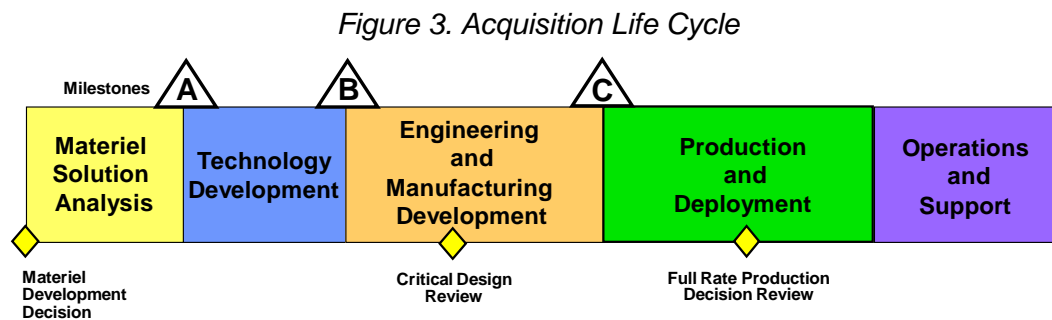 Figure 3. Acquisition Life Cycle
Milestones
A
B
C
Materiel
Solution
Analysis
Technology
Development
Engineering
and
Manufacturing
Development
Production
and
Deployment
Operations
and
Support
Materiel
Development
Decision
Critical Design
Review
Full Rate Production
Decision Review